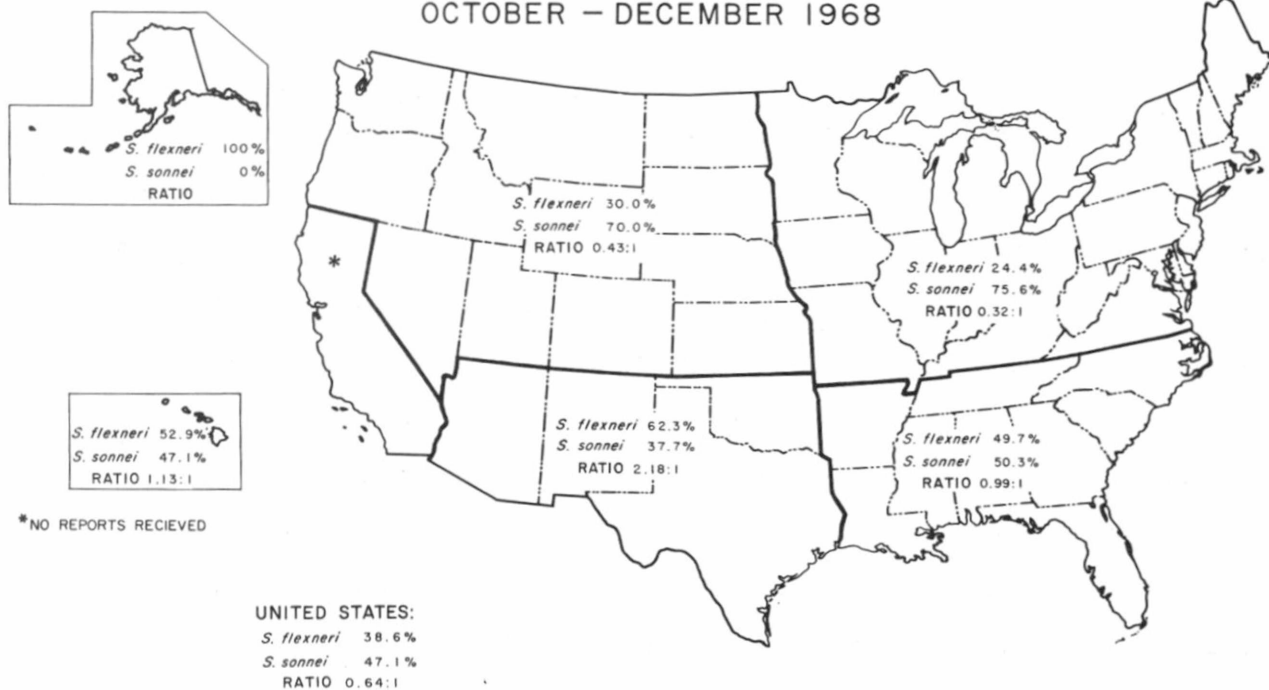 OCTOBER – DECEMBER 1968
S. flexneri 100%
S. sonnei 0%
RATIO
S. flexneri 30.0%
S. sonnei 70.0%
RATIO 0.43:1
*
S. flexneri 24.4%
S. sonnei 75.6%
RATIO 0.32:1
S. flexneri 52.9%
S. sonnei 47.1%
RATIO 1.13:1
S. flexneri 62.3%
S. sonnei 37.7%
RATIO 2.18:1
S. flexneri 49.7%
S. sonnei 50.3%
RATIO 0.99:1
*NO REPORTS RECIEVED
UNITED STATES:
S. flexneri 38.6%
S. sonnei 47.1%
RATIO 0.64:1